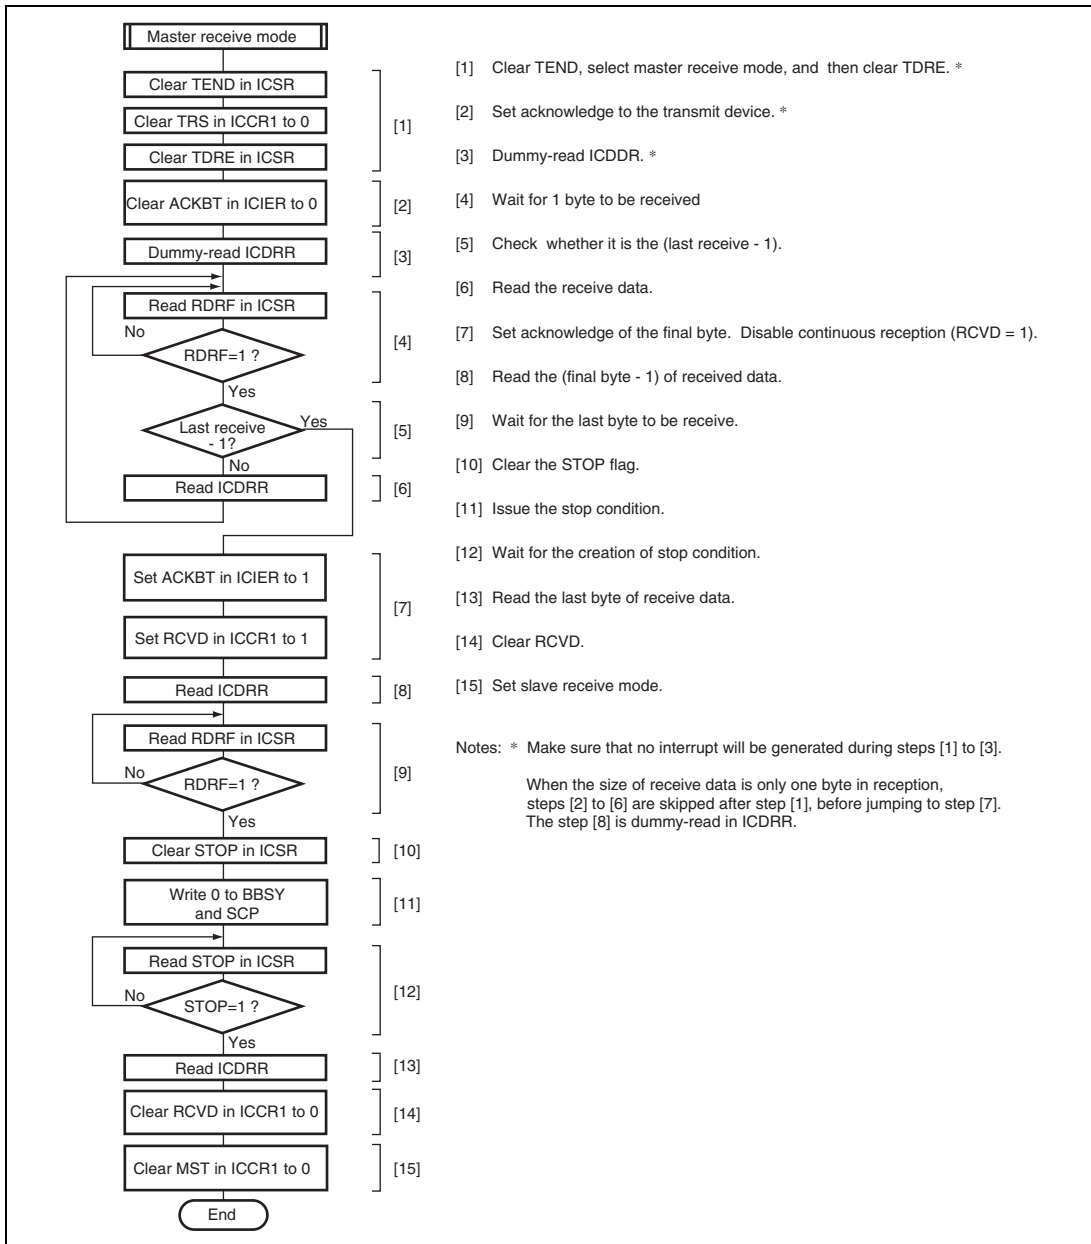 Master receive mode
Clear TEND in ICSR
Clear TRS in ICCR1 to 0
Clear TDRE in ICSR
[1]
Clear ACKBT in ICIER to 0
[2]
Dummy-read ICDRR
[3]
Read RDRF in ICSR
No
RDRF=1 ?
[4]
Yes
Last receive
- 1?
Yes
[5]
No
Read ICDRR
[6]
Set ACKBT in ICIER to 1
[7]
Set RCVD in ICCR1 to 1
Read ICDRR
[8]
Read RDRF in ICSR
No
RDRF=1 ?
[9]
Yes
Clear STOP in ICSR
[10]
Write 0 to BBSY
and SCP
[11]
Read STOP in ICSR
No
STOP=1 ?
[12]
Yes
Read ICDRR
[13]
Clear RCVD in ICCR1 to 0
[14]
Clear MST in ICCR1 to 0
[15]
End
[1] Clear TEND, select master receive mode, and then clear TDRE. *
[2] Set acknowledge to the transmit device. *
[3] Dummy-read ICDDR. *
[4] Wait for 1 byte to be received
[5] Check whether it is the (last receive - 1).
[6] Read the receive data.
[7] Set acknowledge of the final byte. Disable continuous reception (RCVD = 1).
[8] Read the (final byte - 1) of received data.
[9] Wait for the last byte to be receive.
[10] Clear the STOP flag.
[11] Issue the stop condition.
[12] Wait for the creation of stop condition.
[13] Read the last byte of receive data.
[14] Clear RCVD.
[15] Set slave receive mode.
Notes: * Make sure that no interrupt will be generated during steps [1] to [3].
When the size of receive data is only one byte in reception,
steps [2] to [6] are skipped after step [1], before jumping to step [7].
The step [8] is dummy-read in ICDRR.